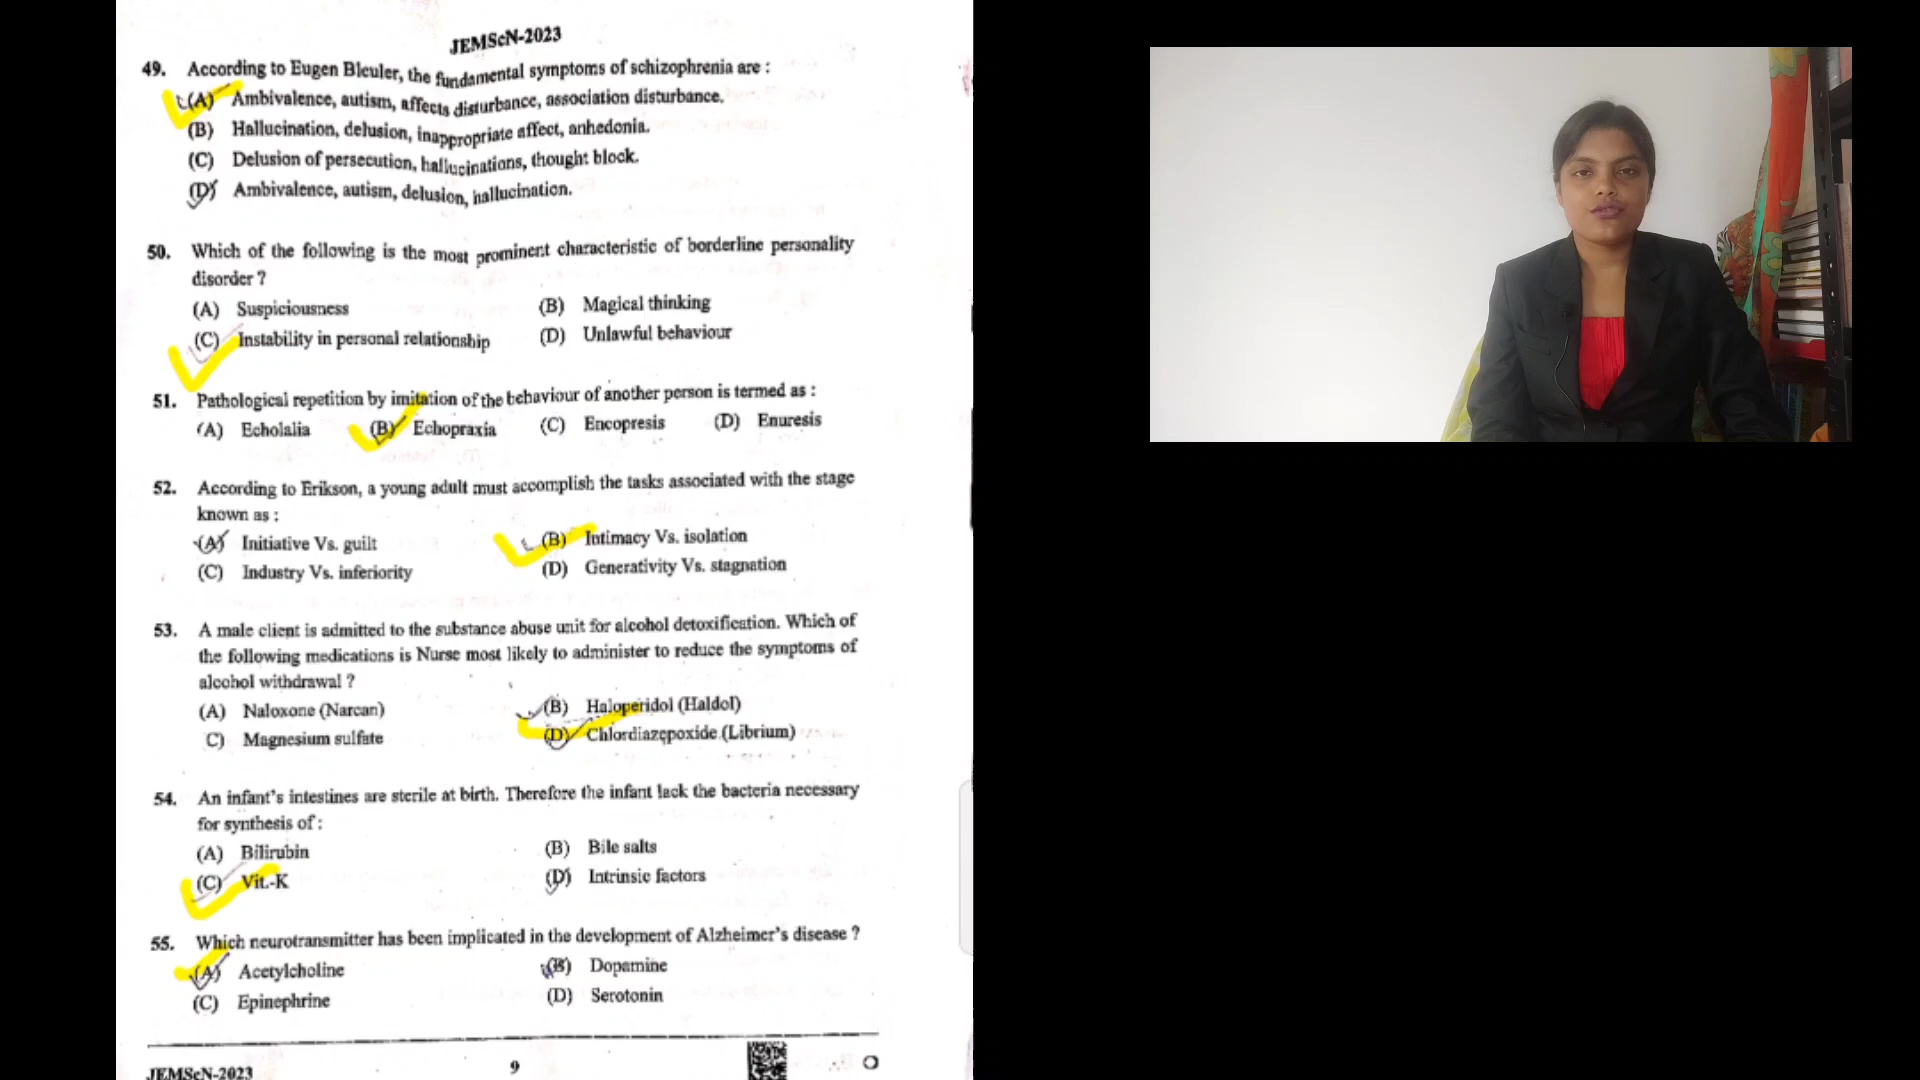 JEMScN-2023
49. According to Eugen Bleuler, the fundamental symptoms of schizophrenia are :
(A) Ambivalence, autism, affects disturbance, association disturbance.
(B) Hallucination, delusion, inappropriate affect, anhedonia.
(C) Delusion of persecution, hallucinations, thought block.
(D) Ambivalence, autism, delusion, hallucination.
50. Which of the following is the most prominent characteristic of borderline personality
disorder ?
(A) Suspiciousness (B) Magical thinking
(C) Instability in personal relationship (D) Unlawful behaviour
51. Pathological repetition by imitation of the behaviour of another person is termed as :
(A) Echolalia (B) Echopraxia (C) Encopresis (D) Enuresis
52. According to Erikson, a young adult must accomplish the tasks associated with the stage
known as :
(A) Initiative Vs. guilt (B) Intimacy Vs. isolation
(C) Industry Vs. inferiority (D) Generativity Vs. stagnation
53. A male client is admitted to the substance abuse unit for alcohol detoxification. Which of
the following medications is Nurse most likely to administer to reduce the symptoms of
alcohol withdrawal ?
(A) Naloxone (Narcan) (B) Haloperidol (Haldol)
C) Magnesium sulfate (D) Chlordiazepoxide (Librium)
54. An infant's intestines are sterile at birth. Therefore the infant lack the bacteria necessary
for synthesis of :
(A) Bilirubin (B) Bile salts
(C) Vit.-K (D) Intrinsic factors
55. Which neurotransmitter has been implicated in the development of Alzheimer's disease ?
(A) Acetylcholine (B) Dopamine
(C) Epinephrine (D) Serotonin
JEMScN-2023 9